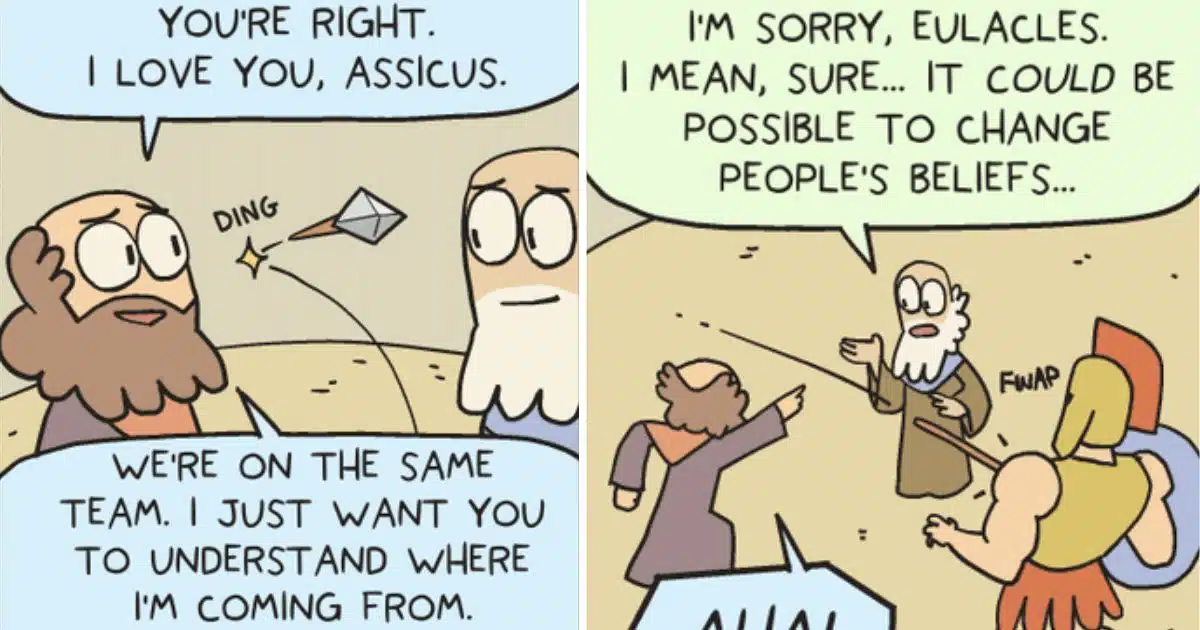 YOU'RE RIGHT.
I LOVE YOU, ASSICUS.
DING
WE'RE ON THE SAME
TEAM. I JUST WANT YOU
TO UNDERSTAND WHERE
I'M COMING FROM.
I'M SORRY, EULACLES.
I MEAN, SURE... IT COULD BE
POSSIBLE TO CHANGE
PEOPLE'S BELIEFS...
FWAP